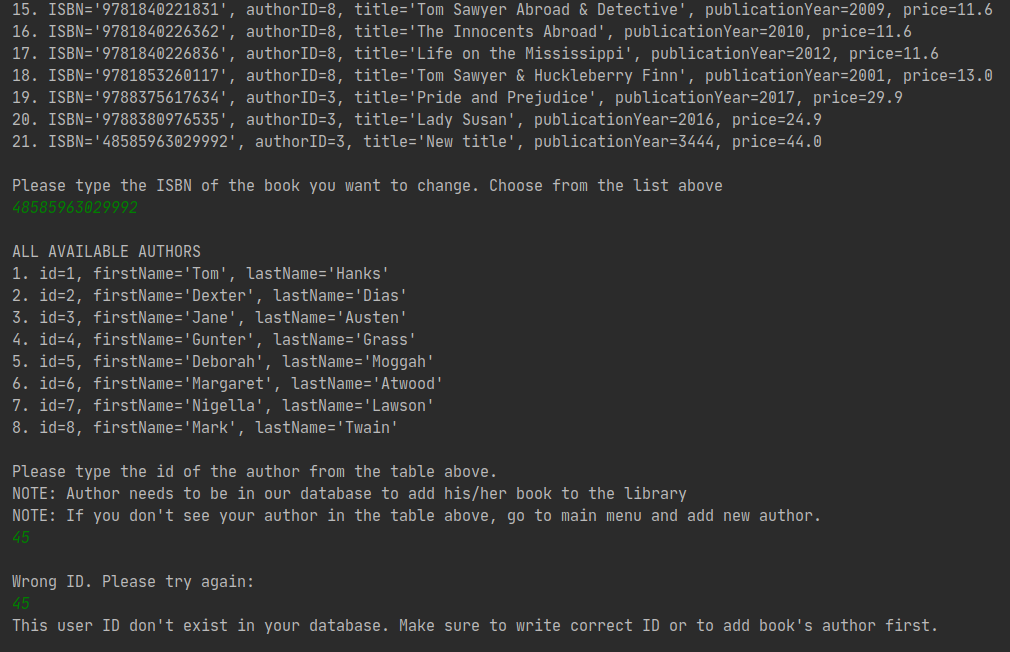 15. ISBN='9781840221831', authorID=8, title='Tom Sawyer Abroad & Detective', publicationYear=2009, price=11.6
16. ISBN='9781840226362', authorID=8, title='The Innocents Abroad', publicationYear=2010, price=11.6
17. ISBN='9781840226836', authorID=8, title='Life on the Mississippi', publicationYear=2012, price=11.6
18. ISBN='9781853260117', authorID=8, title='Tom Sawyer & Huckleberry Finn', publicationYear=2001, price=13.0
19. ISBN='9788375617634', authorID=3, title='Pride and Prejudice', publicationYear=2017, price=29.9
20. ISBN='9788380976535', authorID=3, title='Lady Susan', publicationYear=2016, price=24.9
21. ISBN='48585963029992', authorID=3, title='New title', publicationYear=3444, price=44.0
Please type the ISBN of the book you want to change. Choose from the list above
48585963029992
ALL AVAILABLE AUTHORS
1. id=1, firstName='Tom', lastName='Hanks'
2. id=2, firstName='Dexter', lastName='Dias'
3. id=3, firstName='Jane', lastName='Austen'
4. id=4, firstName='Gunter', lastName='Grass'
5. id=5, firstName='Deborah', lastName='Moggah'
6. id=6, firstName='Margaret', lastName='Atwood'
7. id=7, firstName='Nigella', lastName='Lawson'
8. id=8, firstName='Mark', lastName='Twain'
Please type the id of the author from the table above.
NOTE: Author needs to be in our database to add his/her book to the library
NOTE: If you don't see your author in the table above, go to main menu and add new author.
45
Wrong ID. Please try again:
45
This user ID don't exist in your database. Make sure to write correct ID or to add book's author first.